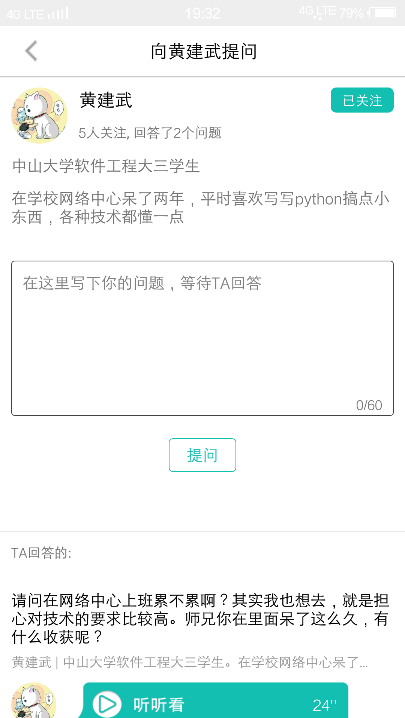 4G LTE 19:32 4G LTE 79%
向黄建武提问
黄建武 已关注
5人关注, 回答了2个问题
中山大学软件工程大三学生
在学校网络中心呆了两年，平时喜欢写写python搞点小
东西，各种技术都懂一点
在这里写下你的问题，等待TA回答
0/60
提问
TA回答的:
请问在网络中心上班累不累啊？其实我也想去，就是担
心对技术的要求比较高。师兄你在里面呆了这么久，有
什么收获呢？
黄建武 | 中山大学软件工程大三学生。在学校网络中心呆了...
听听看 24''